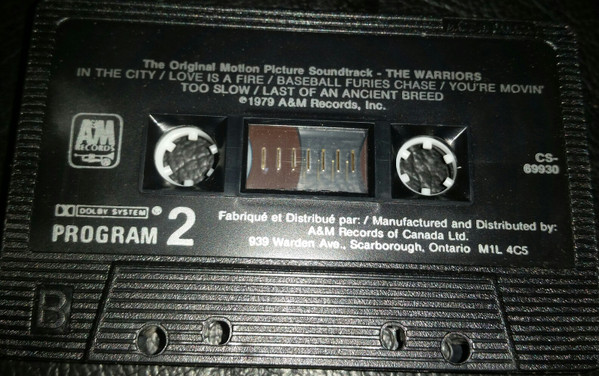 The Original Motion Picture Soundtrack - THE WARRIORS
IN THE CITY / LOVE IS A FIRE / BASEBALL FURIES CHASE / YOU'RE MOVIN'
TOO SLOW / LAST OF AN ANCIENT BREED
℗1979 A&M Records, Inc.
A&M
RECORDS
CS-
69930
DOLBY SYSTEM®
PROGRAM 2
Fabriqué et Distribué par: / Manufactured and Distributed by:
A&M Records of Canada Ltd.
939 Warden Ave., Scarborough, Ontario M1L 4C5
B